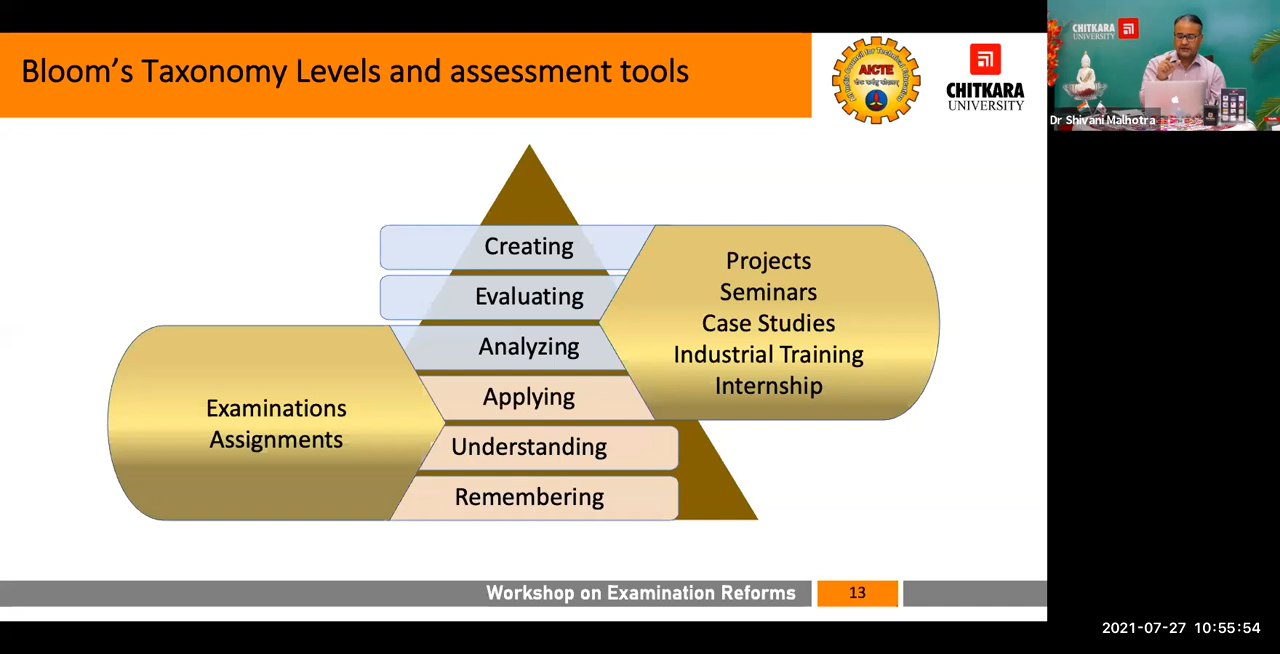 Bloom's Taxonomy Levels and assessment tools
AICTE
CHITKARA
UNIVERSITY
CHITKARA
UNIVERSITY
Dr Shivani Malhotra
Creating
Evaluating
Analyzing
Applying
Understanding
Remembering
Projects
Seminars
Case Studies
Industrial Training
Internship
Examinations
Assignments
Workshop on Examination Reforms
13
2021-07-27 10:55:54